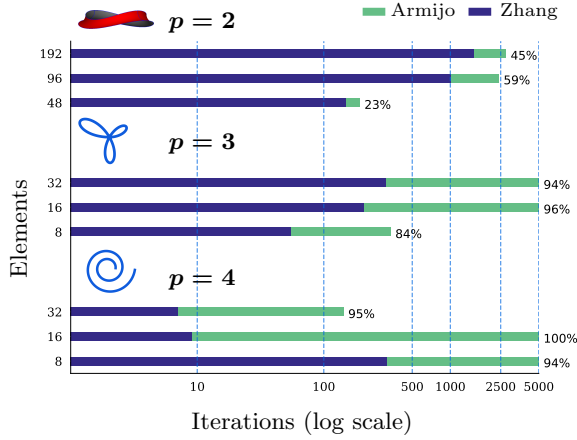 Armijo Zhang
p = 2
192 45%
96 59%
48 23%
p = 3
32 94%
16 96%
8 84%
p = 4
32 95%
16 100%
8 94%
Elements
10 100 500 1000 2500 5000
Iterations (log scale)